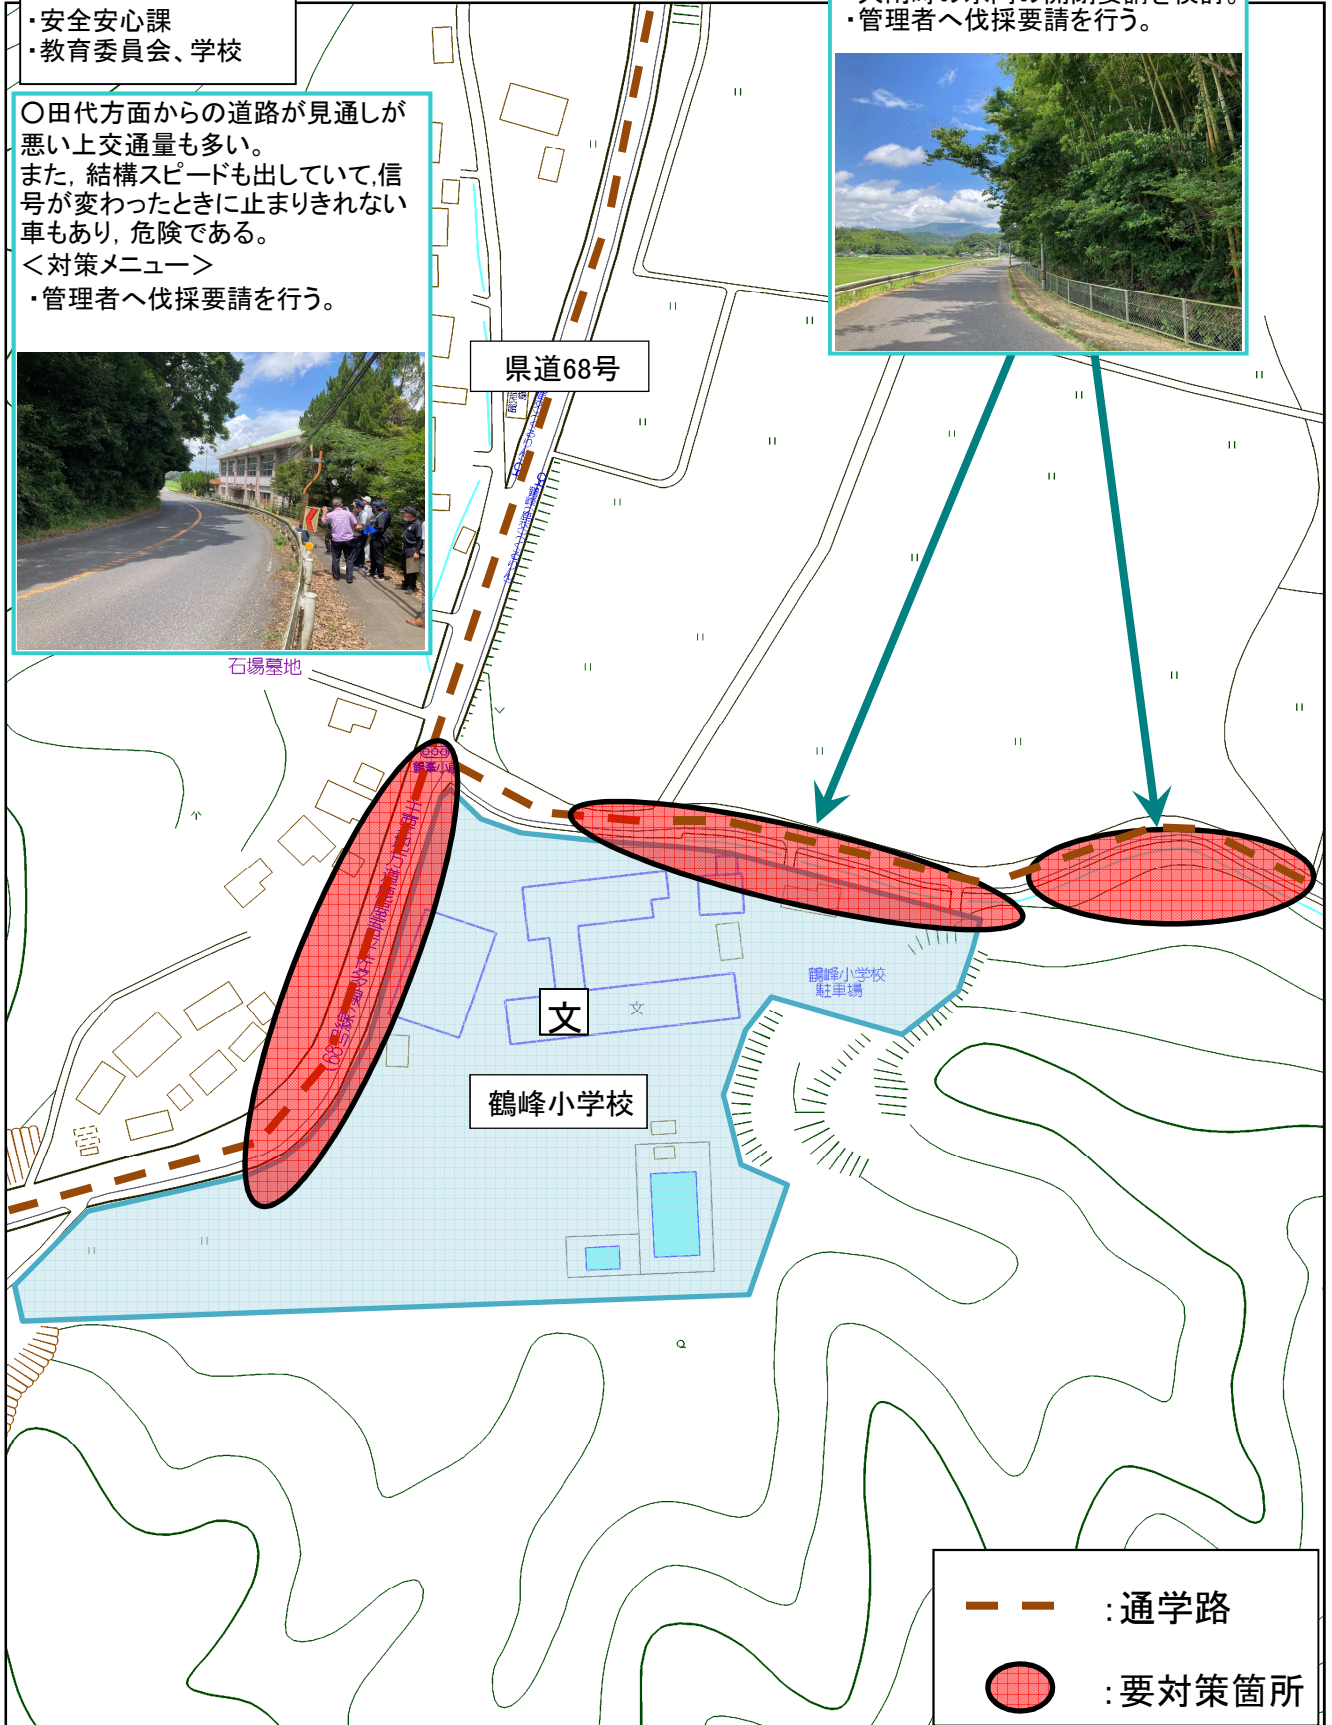 ・安全安心課
・教育委員会、学校
・管理者へ伐採要請を行う。
〇田代方面からの道路が見通しが
悪い上交通量も多い。
また，結構スピードも出していて,信
号が変わったときに止まりきれない
車もあり，危険である。
＜対策メニュー＞
・管理者へ伐採要請を行う。
県道68号
石場墓地
鶴峰小学校
駐車場
文
文
鶴峰小学校
：通学路
：要対策箇所